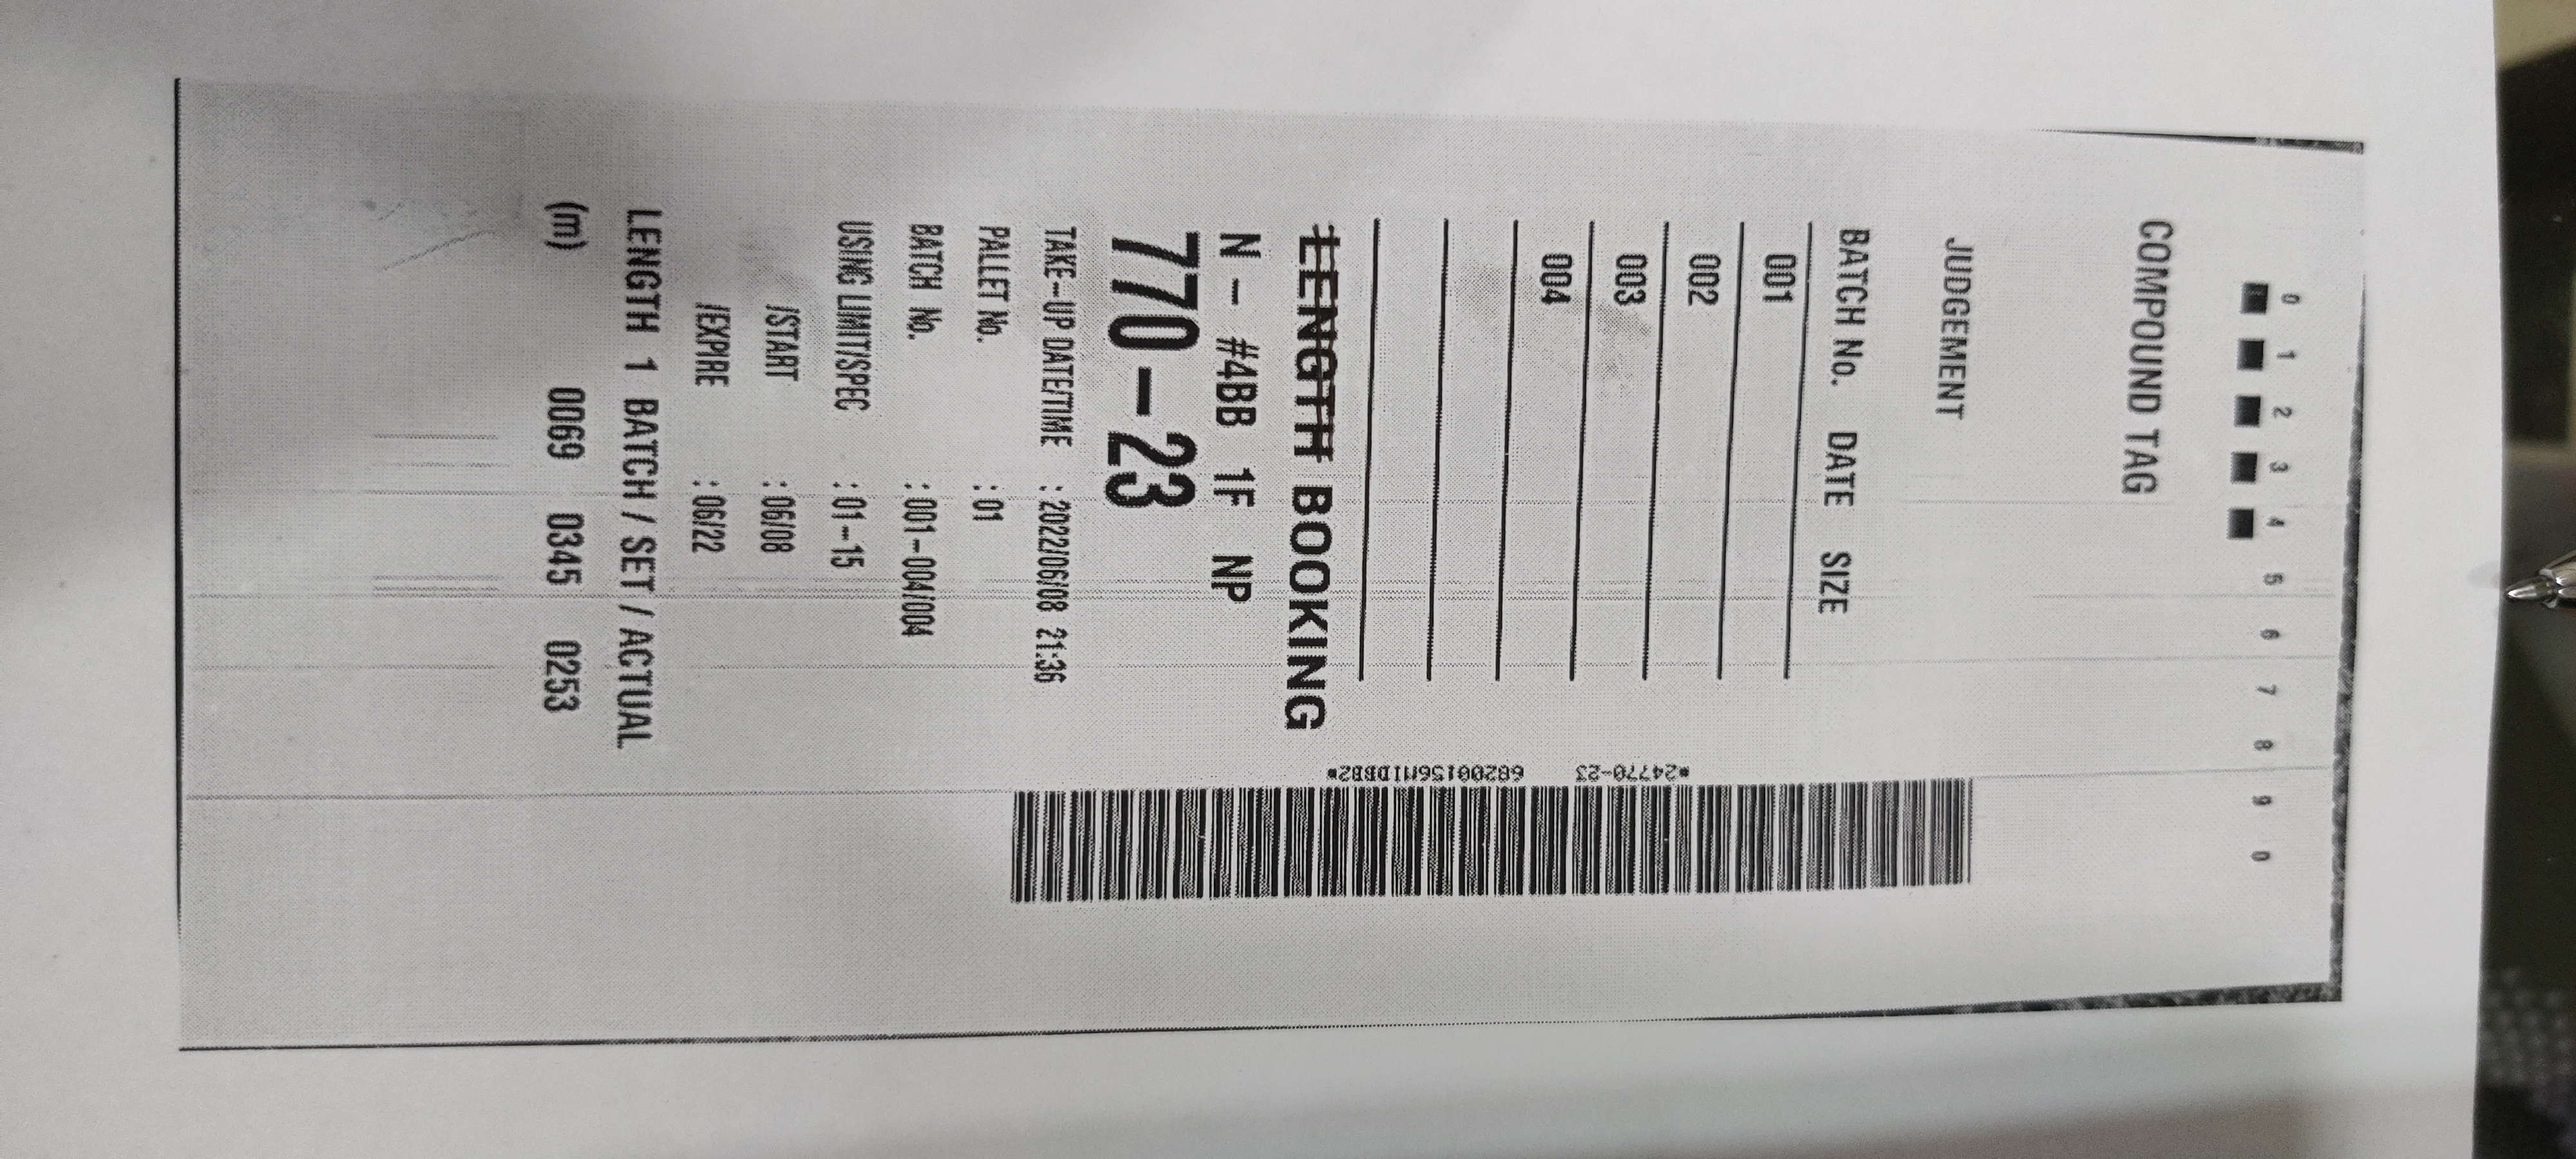 0 1 2 3 4 5 6 7 8 9 0
COMPOUND TAG
JUDGEMENT
BATCH No. DATE SIZE
001
002
003
004
*24770-23 68200156M1DBB2*
LENGTH BOOKING
N - #4BB 1F NP
770-23
TAKE-UP DATE/TIME : 2022/06/08 21:36
PALLET No. : 01
BATCH No. : 001-004/004
USING LIMIT/SPEC : 01-15
/START : 06/08
/EXPIRE : 06/22
LENGTH 1 BATCH / SET / ACTUAL
(m) 0069 0345 0253